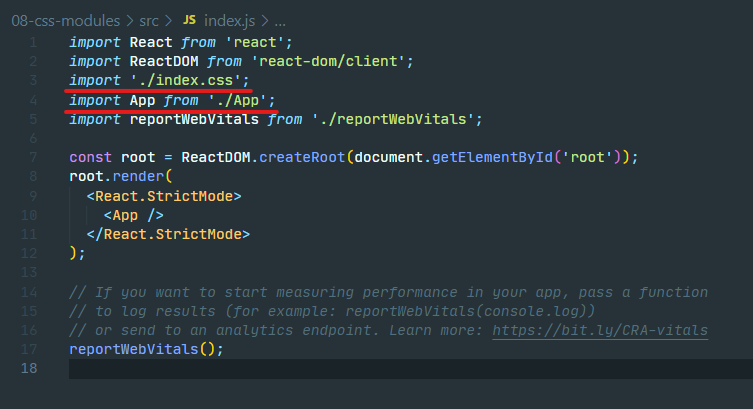 08-css-modules > src > JS index.js > ...
1 import React from 'react';
2 import ReactDOM from 'react-dom/client';
3 import './index.css';
4 import App from './App';
5 import reportWebVitals from './reportWebVitals';
6
7 const root = ReactDOM.createRoot(document.getElementById('root'));
8 root.render(
9   <React.StrictMode>
10     <App />
11   </React.StrictMode>
12 );
13
14 // If you want to start measuring performance in your app, pass a function
15 // to log results (for example: reportWebVitals(console.log))
16 // or send to an analytics endpoint. Learn more: https://bit.ly/CRA-vitals
17 reportWebVitals();
18